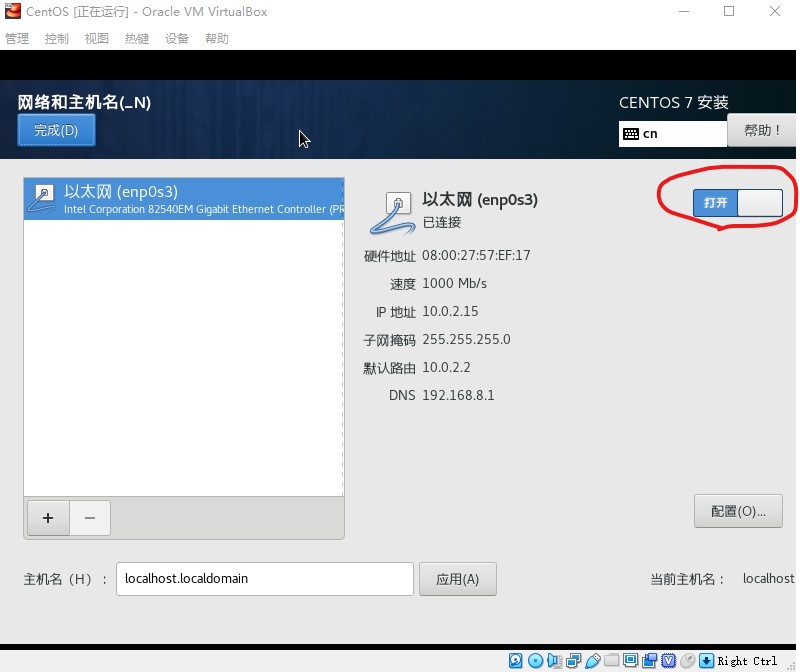 CentOS [正在运行] - Oracle VM VirtualBox
管理 控制 视图 热键 设备 帮助
网络和主机名(_N)
CENTOS 7 安装
完成(D)
cn
帮助！
以太网 (enp0s3)
Intel Corporation 82540EM Gigabit Ethernet Controller (PR
以太网 (enp0s3)
已连接
打开
硬件地址 08:00:27:57:EF:17
速度 1000 Mb/s
IP 地址 10.0.2.15
子网掩码 255.255.255.0
默认路由 10.0.2.2
DNS 192.168.8.1
+ −
配置(O)...
主机名（H）： localhost.localdomain 应用(A) 当前主机名： localhost
Right Ctrl